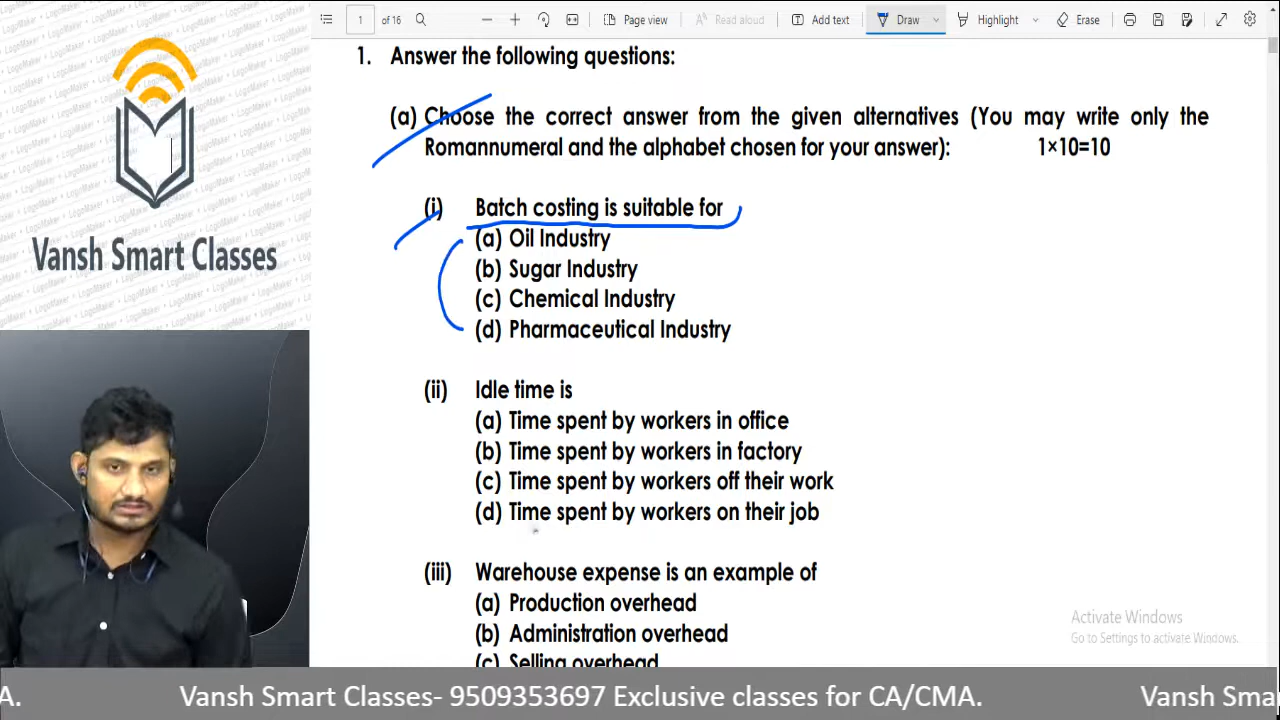 1 of 16
Page view
Read aloud
Add text
Draw
Highlight
Erase
1. Answer the following questions:
(a) Choose the correct answer from the given alternatives (You may write only the
Romannumeral and the alphabet chosen for your answer): 1×10=10
(i) Batch costing is suitable for
(a) Oil Industry
(b) Sugar Industry
(c) Chemical Industry
(d) Pharmaceutical Industry
(ii) Idle time is
(a) Time spent by workers in office
(b) Time spent by workers in factory
(c) Time spent by workers off their work
(d) Time spent by workers on their job
(iii) Warehouse expense is an example of
(a) Production overhead
(b) Administration overhead
(c) Selling overhead
Vansh Smart Classes
Activate Windows
Go to Settings to activate Windows.
A. Vansh Smart Classes- 9509353697 Exclusive classes for CA/CMA. Vansh Sma